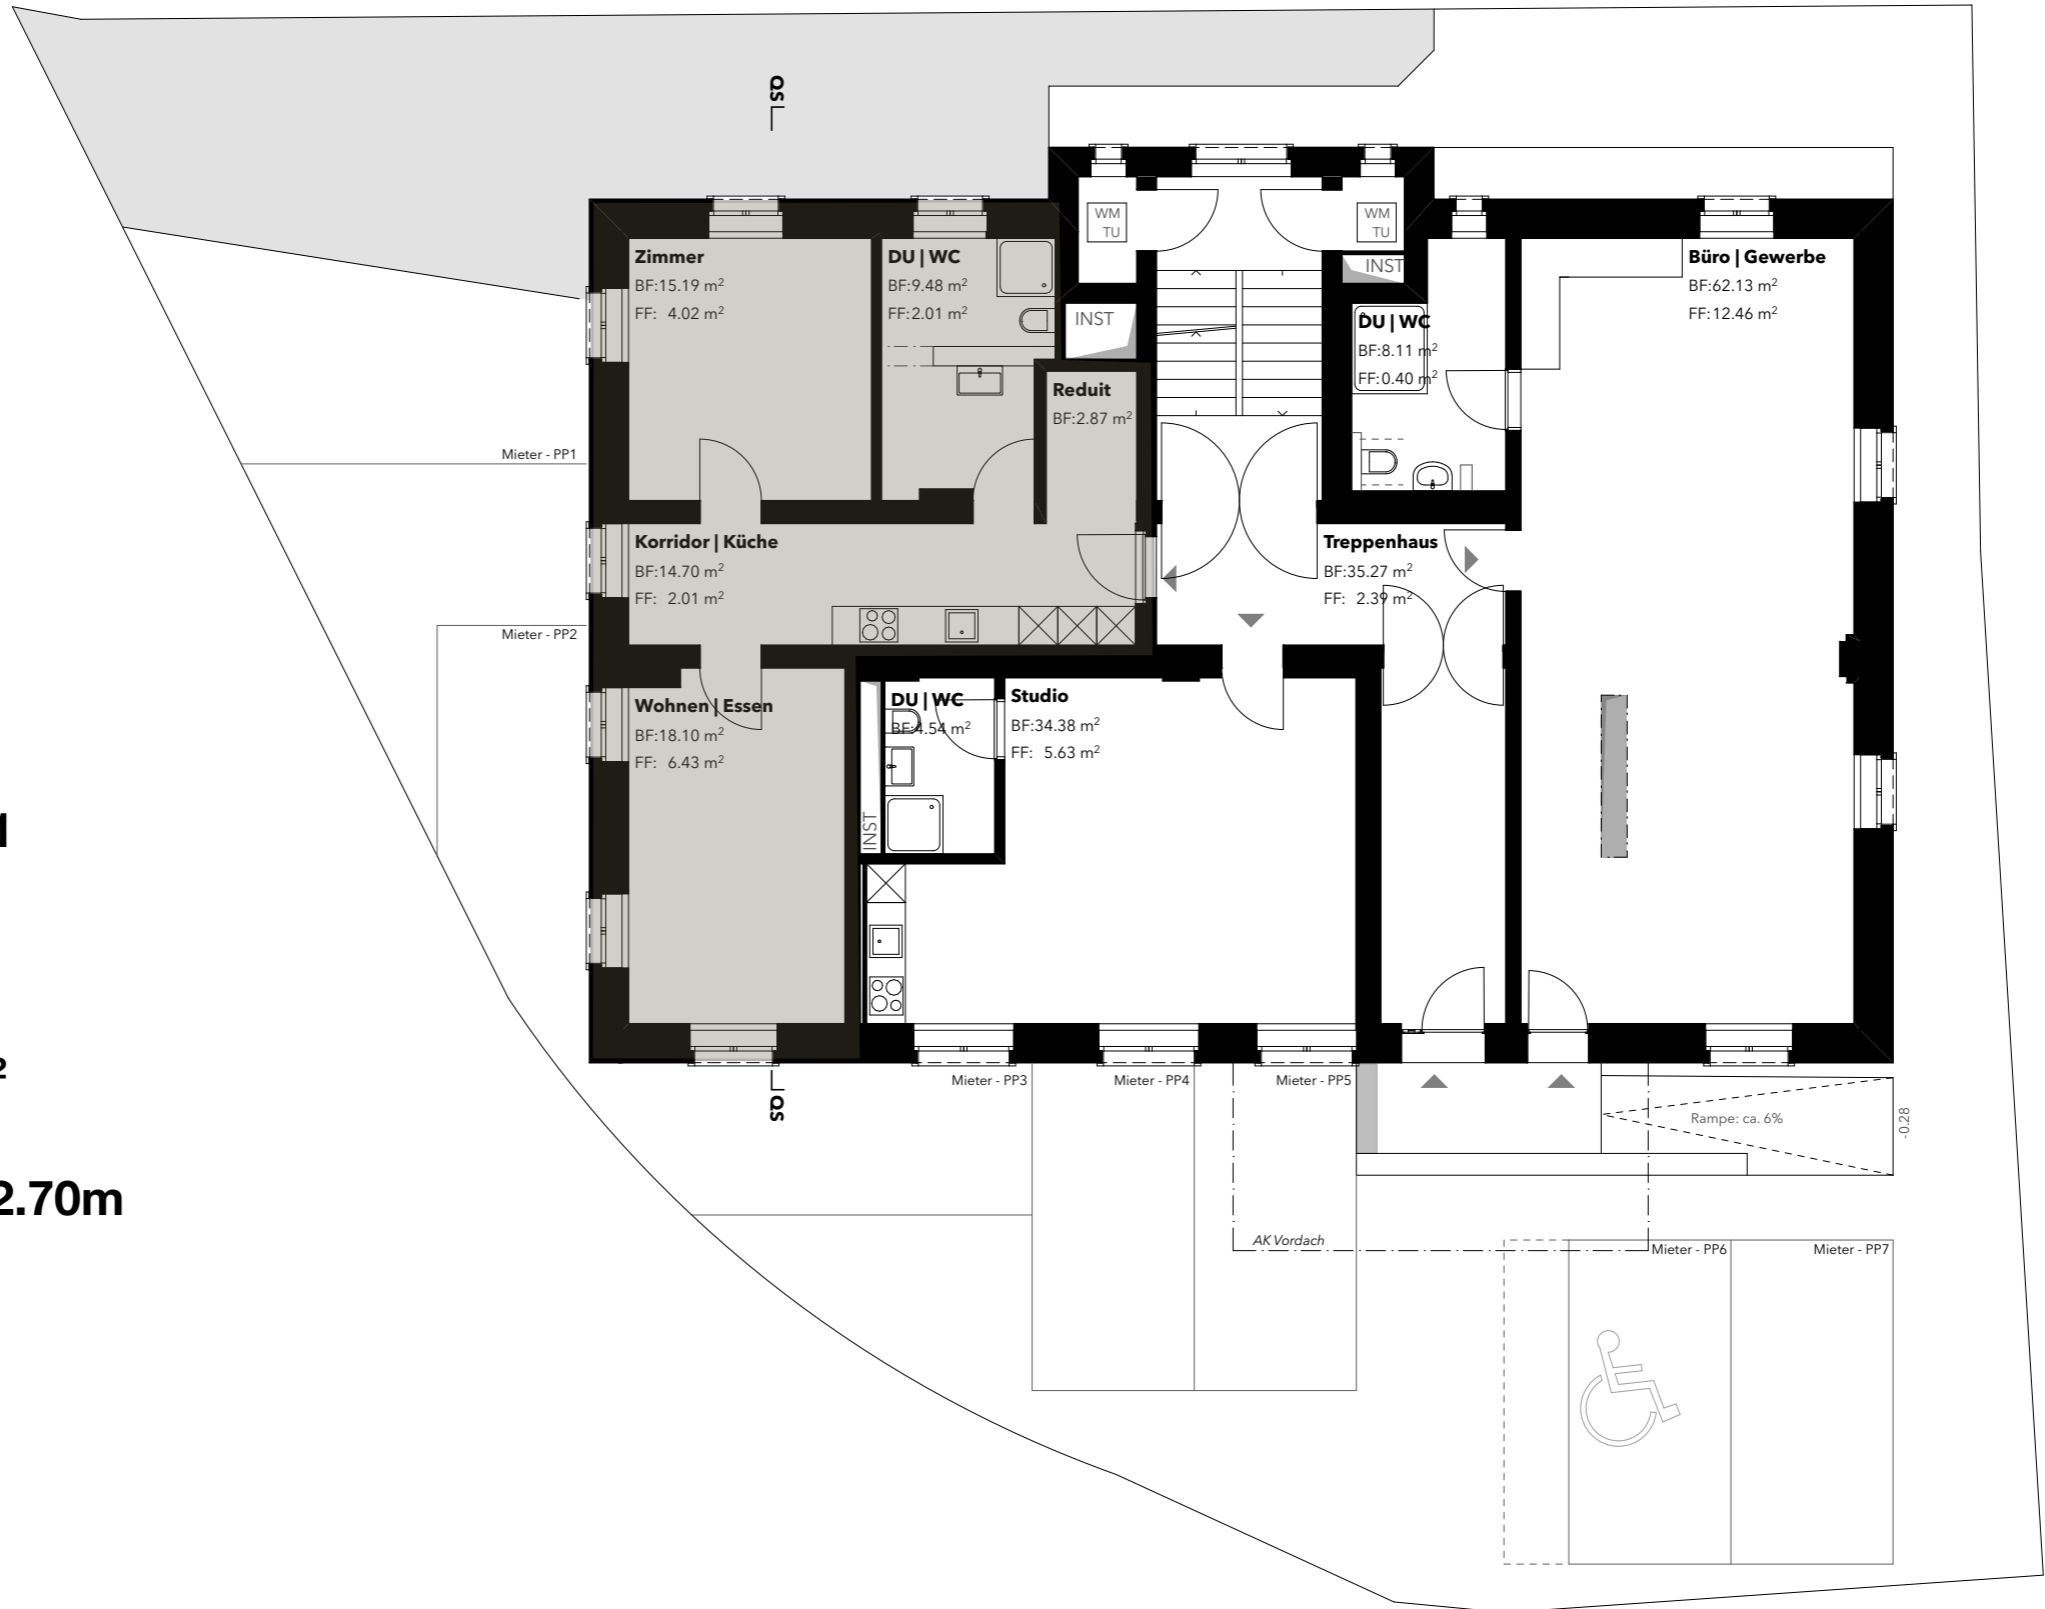 QS
WM
TU
WM
TU
INST
Zimmer
BF:15.19 m²
FF: 4.02 m²
DU | WC
BF:9.48 m²
FF:2.01 m²
INST
Reduit
BF:2.87 m²
DU | WC
BF:8.11 m²
FF:0.40 m²
Büro | Gewerbe
BF:62.13 m²
FF:12.46 m²
Mieter - PP1
Korridor | Küche
BF:14.70 m²
FF: 2.01 m²
Treppenhaus
BF:35.27 m²
FF: 2.39 m²
Mieter - PP2
Wohnen | Essen
BF:18.10 m²
FF: 6.43 m²
DU | WC
BF:4.54 m²
Studio
BF:34.38 m²
FF: 5.63 m²
INST
2
2.70m
QS
Mieter - PP3
Mieter - PP4
Mieter - PP5
Rampe: ca. 6%
-0.28
AK Vordach
Mieter - PP6
Mieter - PP7